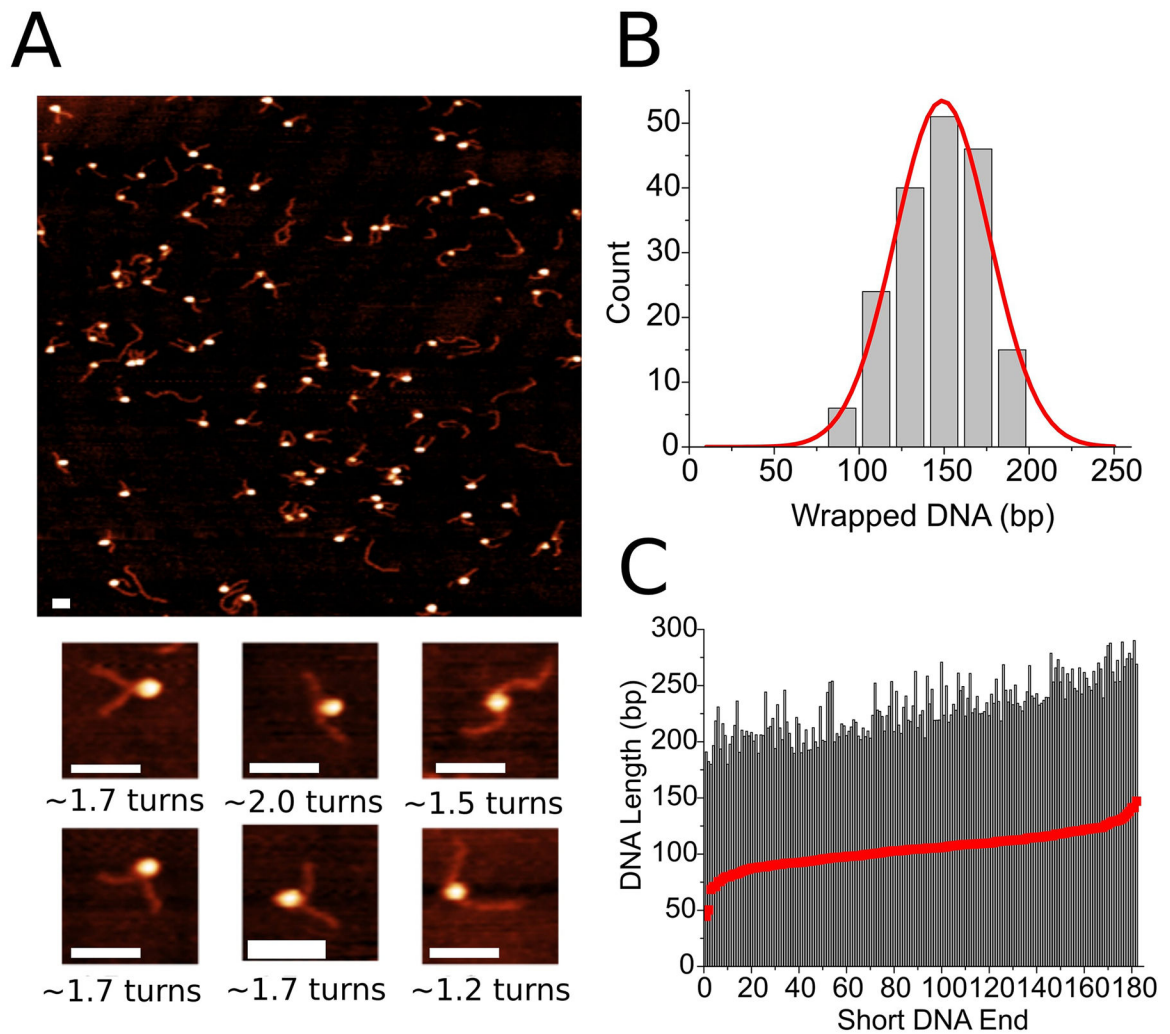 A
~1.7 turns ~2.0 turns ~1.5 turns
~1.7 turns ~1.7 turns ~1.2 turns
B
50
40
30
20
10
0
Count
0 50 100 150 200 250
Wrapped DNA (bp)
C
300
250
200
150
100
50
0
DNA Length (bp)
0 20 40 60 80 100 120 140 160 180
Short DNA End